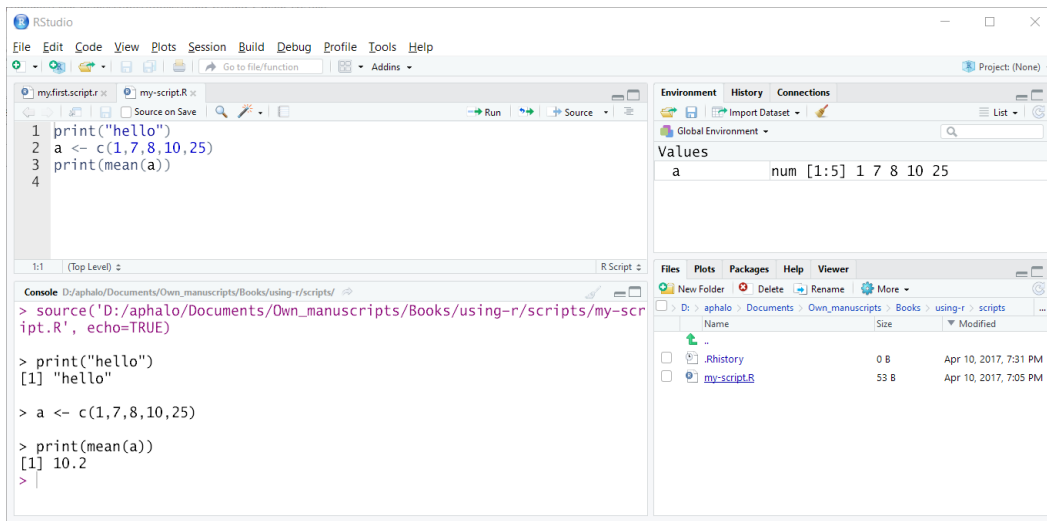 RStudio
File Edit Code View Plots Session Build Debug Profile Tools Help
Go to file/function Addins Project: (None)
my.first.script.r my-script.R
Source on Save Run Source
1 print("hello")
2 a <- c(1,7,8,10,25)
3 print(mean(a))
4
1:1 (Top Level) R Script
Console D:/aphalo/Documents/Own_manuscripts/Books/using-r/scripts/
> source('D:/aphalo/Documents/Own_manuscripts/Books/using-r/scripts/my-scr
ipt.R', echo=TRUE)
> print("hello")
[1] "hello"
> a <- c(1,7,8,10,25)
> print(mean(a))
[1] 10.2
>
Environment History Connections
Import Dataset List
Global Environment
Values
a num [1:5] 1 7 8 10 25
Files Plots Packages Help Viewer
New Folder Delete Rename More
D: > aphalo > Documents > Own_manuscripts > Books > using-r > scripts ...
Name Size Modified
..
.Rhistory 0 B Apr 10, 2017, 7:31 PM
my-script.R 53 B Apr 10, 2017, 7:05 PM